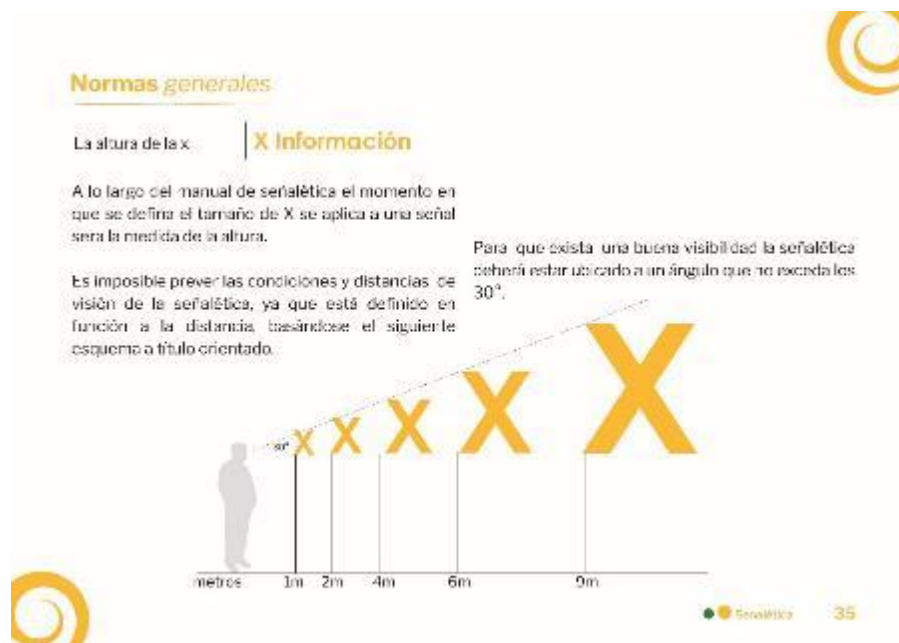 Normas generales
La altura de la x
X Información
A lo largo del manual de señalética el momento en
que se defina el tamaño de X se aplica a una señal
sera la medida de la altura.
Es imposible prever las condiciones y distancias de
visión de la señalética, ya que está definido en
función a la distancia, basándose el siguiente
esquema a título orientado.
Para que exista una buena visibilidad la señalética
deberá estar ubicado a un ángulo que no exceda los
30°.
30°
X X X X X
metros 1m 2m 4m 6m 9m
Señalética 35